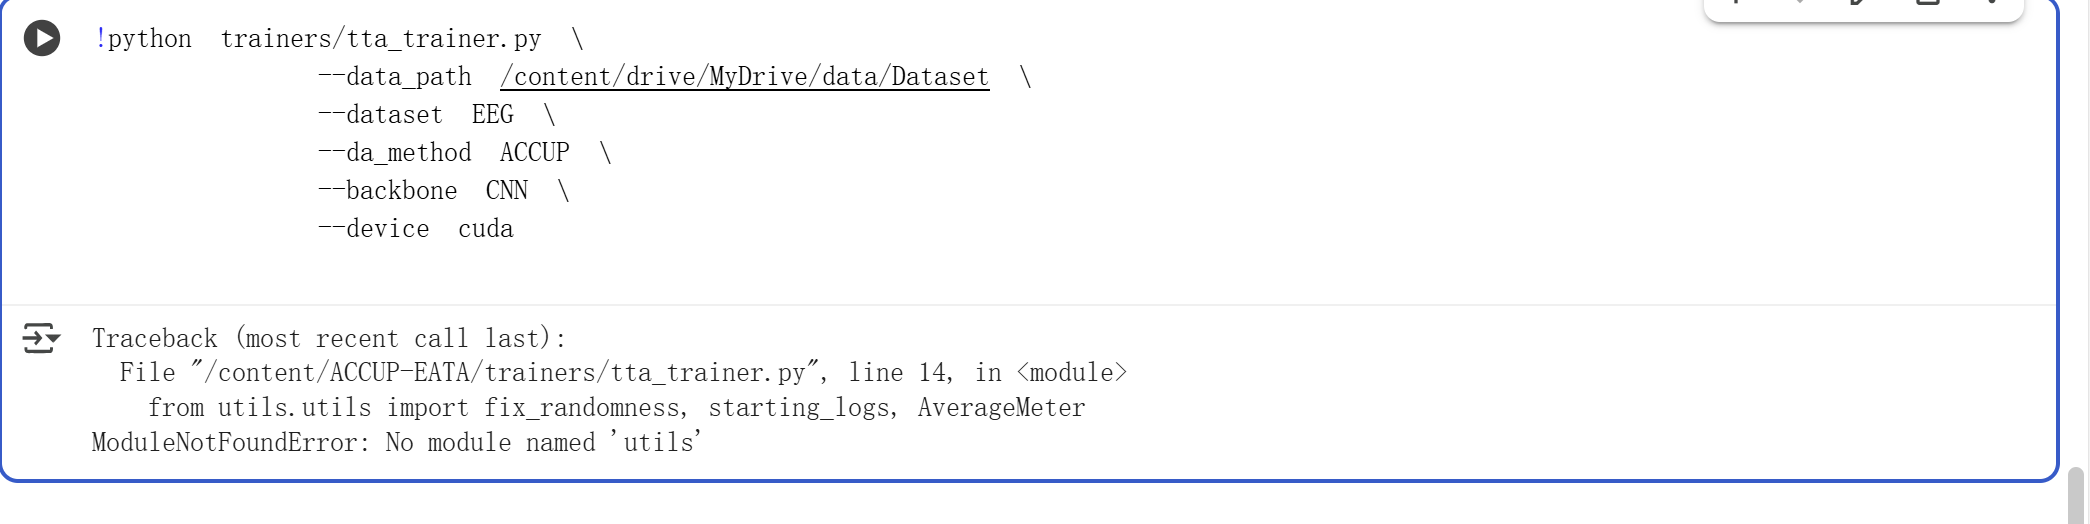 !python trainers/tta_trainer.py \
--data_path /content/drive/MyDrive/data/Dataset \
--dataset EEG \
--da_method ACCUP \
--backbone CNN \
--device cuda
Traceback (most recent call last):
File "/content/ACCUP-EATA/trainers/tta_trainer.py", line 14, in <module>
from utils.utils import fix_randomness, starting_logs, AverageMeter
ModuleNotFoundError: No module named 'utils'